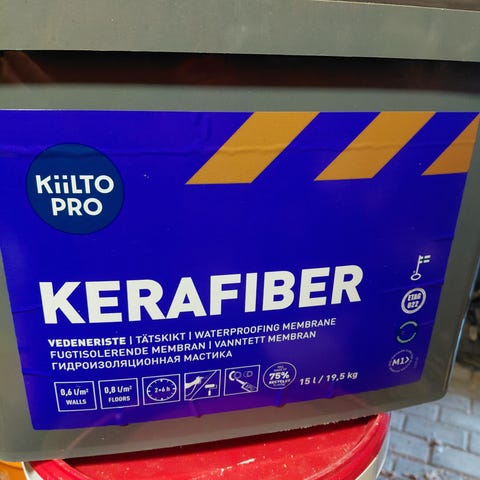 KiiLTO
PRO
KERAFIBER
VEDENERISTE | TÄTSKIKT | WATERPROOFING MEMBRANE
FUGTISOLERENDE MEMBRAN | VANNTETT MEMBRAN
ГИДРОИЗОЛЯЦИОННАЯ МАСТИКА
0,6 l/m²
WALLS
0,8 l/m²
FLOORS
2+6 h
75%
RECYCLED
15 l / 19,5 kg
ETAG
022
M1